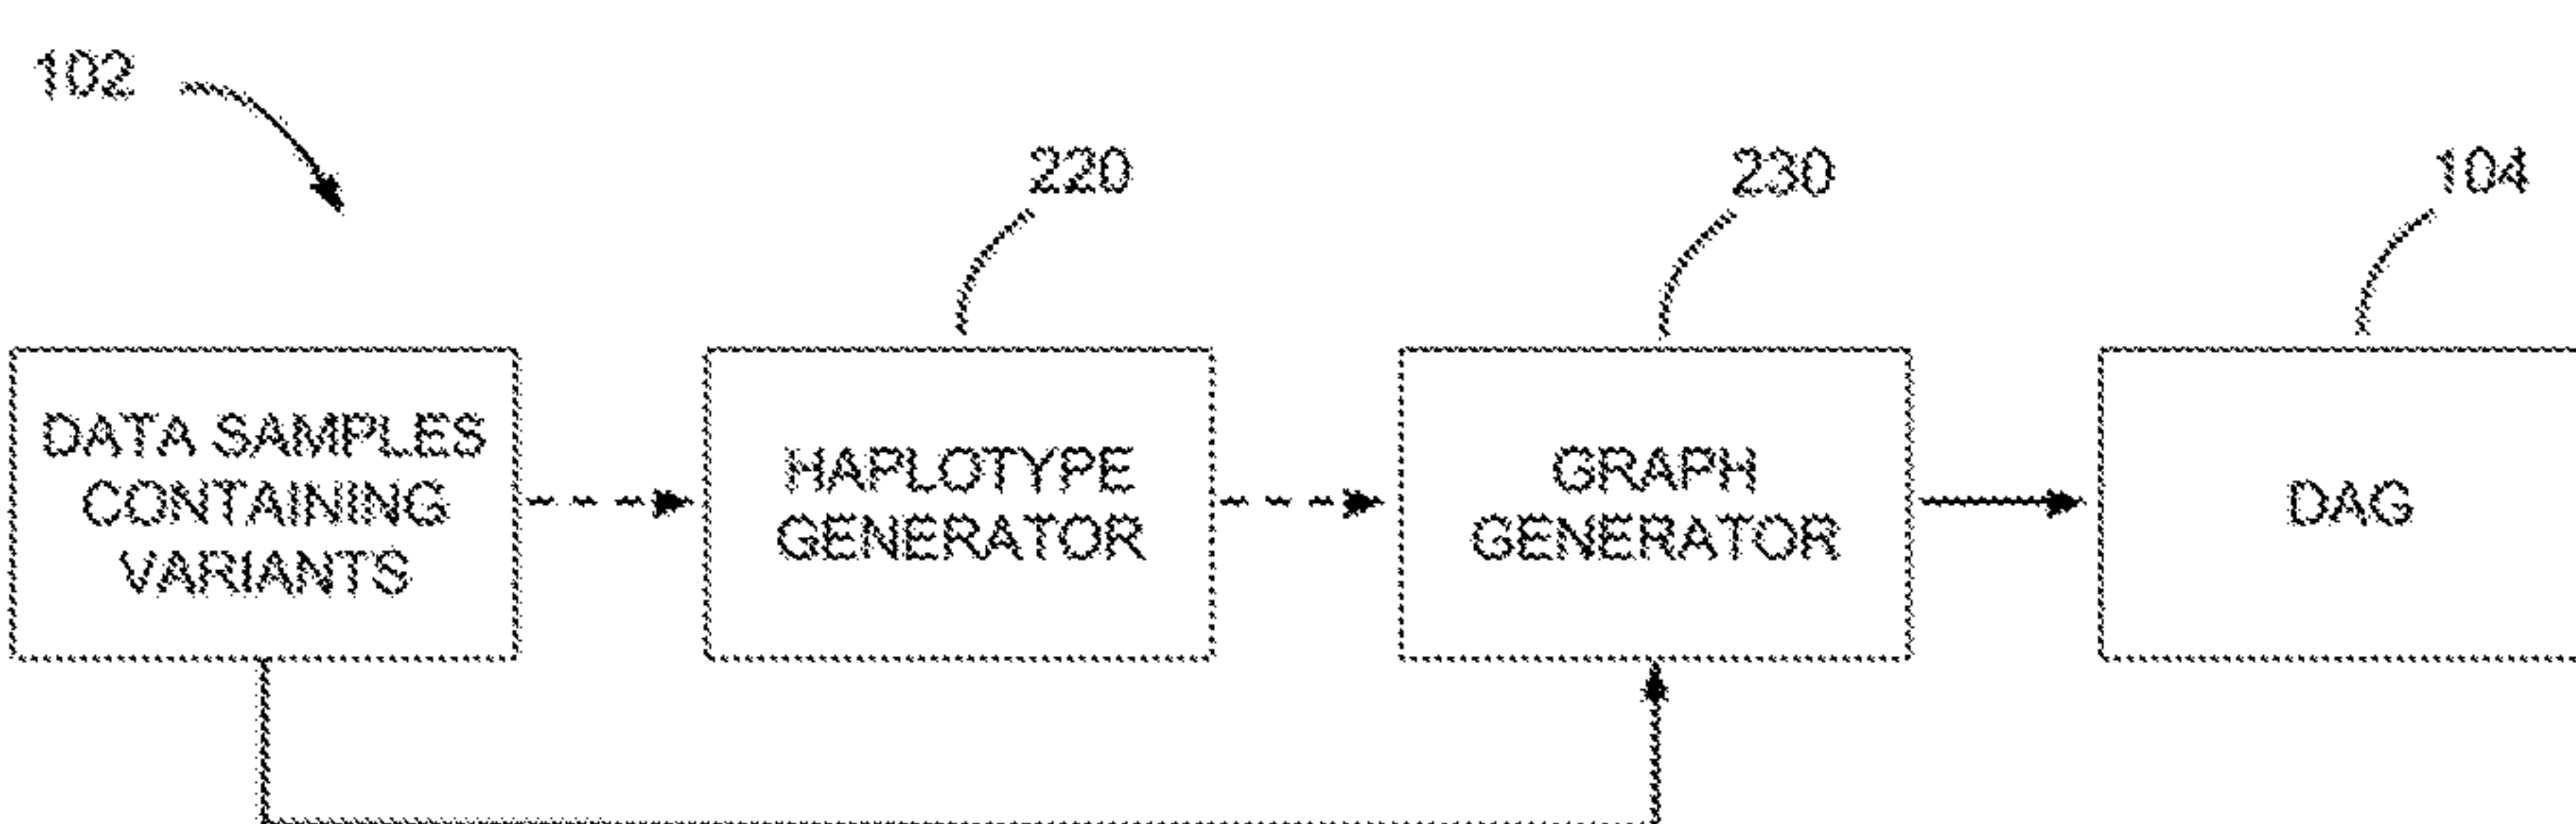 102
220
230
104
DATA SAMPLES
CONTAINING
VARIANTS
HAPLOTYPE
GENERATOR
GRAPH
GENERATOR
DAG